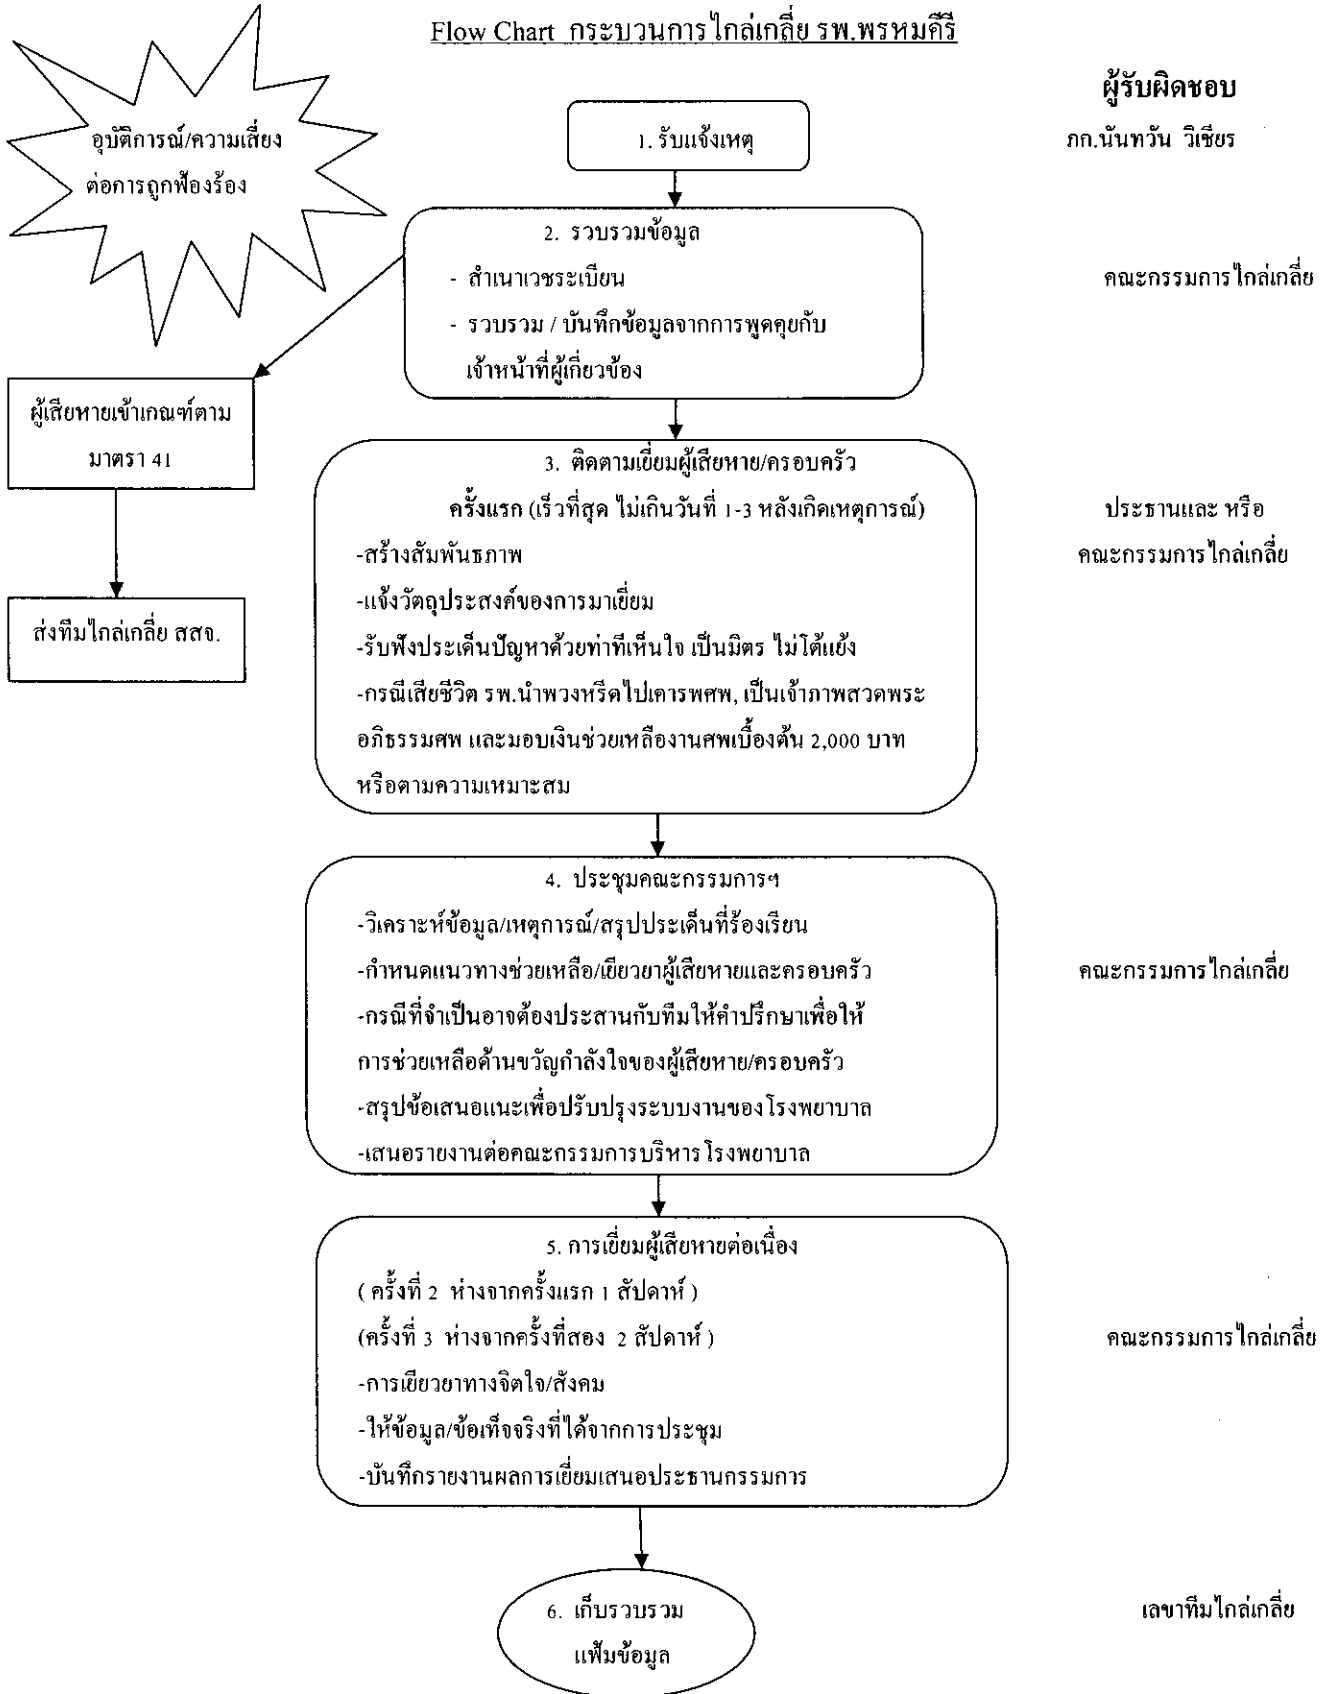 Flow Chart กระบวนการไกล่เกลี่ย รพ.พรหมคีรี
ผู้รับผิดชอบ
อุบัติการณ์/ความเสี่ยง
ต่อการถูกฟ้องร้อง
1. รับแจ้งเหตุ
ภก.นันทวัน วิเชียร
2. รวบรวมข้อมูล
- สำเนาเวชระเบียน
- รวบรวม / บันทึกข้อมูลจากการพูดคุยกับ
เจ้าหน้าที่ผู้เกี่ยวข้อง
คณะกรรมการไกล่เกลี่ย
ผู้เสียหายเข้าเกณฑ์ตาม
มาตรา 41
ส่งทีมไกล่เกลี่ย สสจ.
3. ติดตามเยี่ยมผู้เสียหาย/ครอบครัว
ครั้งแรก (เร็วที่สุด ไม่เกินวันที่ 1-3 หลังเกิดเหตุการณ์)
-สร้างสัมพันธภาพ
-แจ้งวัตถุประสงค์ของการมาเยี่ยม
-รับฟังประเด็นปัญหาด้วยท่าทีเห็นใจ เป็นมิตร ไม่โต้แย้ง
-กรณีเสียชีวิต รพ.นำพวงหรีดไปเคารพศพ, เป็นเจ้าภาพสวดพระ
อภิธรรมศพ และมอบเงินช่วยเหลืองานศพเบื้องต้น 2,000 บาท
หรือตามความเหมาะสม
ประธานและ หรือ
คณะกรรมการไกล่เกลี่ย
4. ประชุมคณะกรรมการฯ
-วิเคราะห์ข้อมูล/เหตุการณ์/สรุปประเด็นที่ร้องเรียน
-กำหนดแนวทางช่วยเหลือ/เยียวยาผู้เสียหายและครอบครัว
-กรณีที่จำเป็นอาจต้องประสานกับทีมให้คำปรึกษาเพื่อให้
การช่วยเหลือด้านขวัญกำลังใจของผู้เสียหาย/ครอบครัว
-สรุปข้อเสนอแนะเพื่อปรับปรุงระบบงานของโรงพยาบาล
-เสนอรายงานต่อคณะกรรมการบริหารโรงพยาบาล
คณะกรรมการไกล่เกลี่ย
5. การเยี่ยมผู้เสียหายต่อเนื่อง
( ครั้งที่ 2 ห่างจากครั้งแรก 1 สัปดาห์ )
(ครั้งที่ 3 ห่างจากครั้งที่สอง 2 สัปดาห์ )
-การเยียวยาทางจิตใจ/สังคม
-ให้ข้อมูล/ข้อเท็จจริงที่ได้จากการประชุม
-บันทึกรายงานผลการเยี่ยมเสนอประธานกรรมการ
คณะกรรมการไกล่เกลี่ย
6. เก็บรวบรวม
แฟ้มข้อมูล
เลขาทีมไกล่เกลี่ย